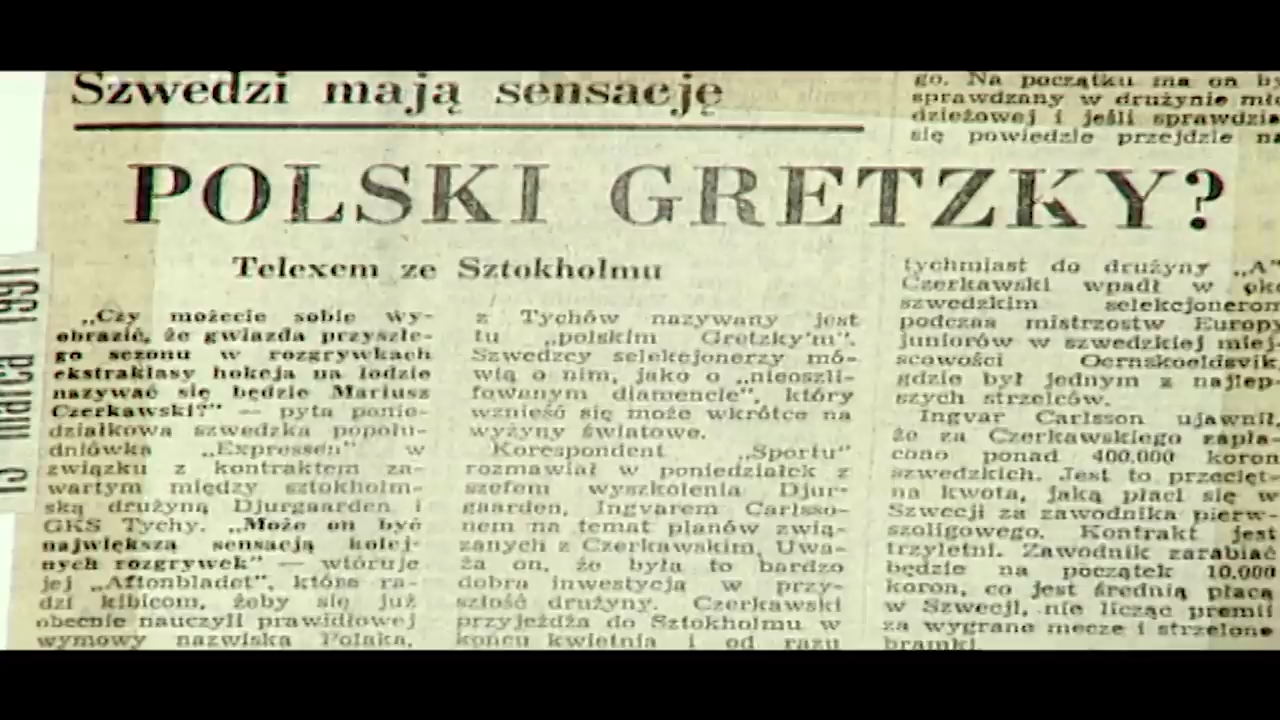 Szwedzi mają sensację
POLSKI GRETZKY?
Telexem ze Sztokholmu
13 marca 1991
„Czy możecie sobie wy-
obrazić, że gwiazda przyszłe-
go sezonu w rozgrywkach
ekstraklasy hokeja na lodzie
nazywać się będzie Mariusz
Czerkawski?" — pyta ponie-
działkowa szwedzka popołu-
dniówka „Expressen" w
związku z kontraktem za-
wartym między sztokholm-
ską drużyną Djurgaarden i
GKS Tychy. „Może on być
największą sensacją kolej-
nych rozgrywek" — wtóruje
jej „Aftonbladet", która ra-
dzi kibicom, żeby się już
obecnie nauczyli prawidłowej
wymowy nazwiska Polaka.
z Tychów nazywany jest
tu „polskim Gretzky'm".
Szwedzcy selekcjonerzy mó-
wią o nim, jako o „nieoszli-
fowanym diamencie", który
wznieść się może wkrótce na
wyżyny światowe.
Korespondent „Sportu"
rozmawiał w poniedziałek z
szefem wyszkolenia Djur-
gaarden, Ingvarem Carlsso-
nem na temat planów zwią-
zanych z Czerkawskim. Uwa-
ża on, że była to bardzo
dobra inwestycja w przy-
szłość drużyny. Czerkawski
przyjeżdża do Sztokholmu w
końcu kwietnia i od razu
go. Na początku ma on by
sprawdzany w drużynie mło
dzieżowej i jeśli sprawdzia
się powiedzie przejdzie na
tychmiast do drużyny „A"
Czerkawski wpadł w oko
szwedzkim selekcjonerom
podczas mistrzostw Europy
juniorów w szwedzkiej miej-
scowości Oernskoeldsvik,
gdzie był jednym z najlep-
szych strzelców.
Ingvar Carlsson ujawnił,
że za Czerkawskiego zapła-
cono ponad 400.000 koron
szwedzkich. Jest to przecięt-
na kwota, jaką płaci się w
Szwecji za zawodnika pierw-
szoligowego. Kontrakt jest
trzyletni. Zawodnik zarabiać
będzie na początek 10.000
koron, co jest średnią płacą
w Szwecji, nie licząc premii
za wygrane mecze i strzelone
bramki.